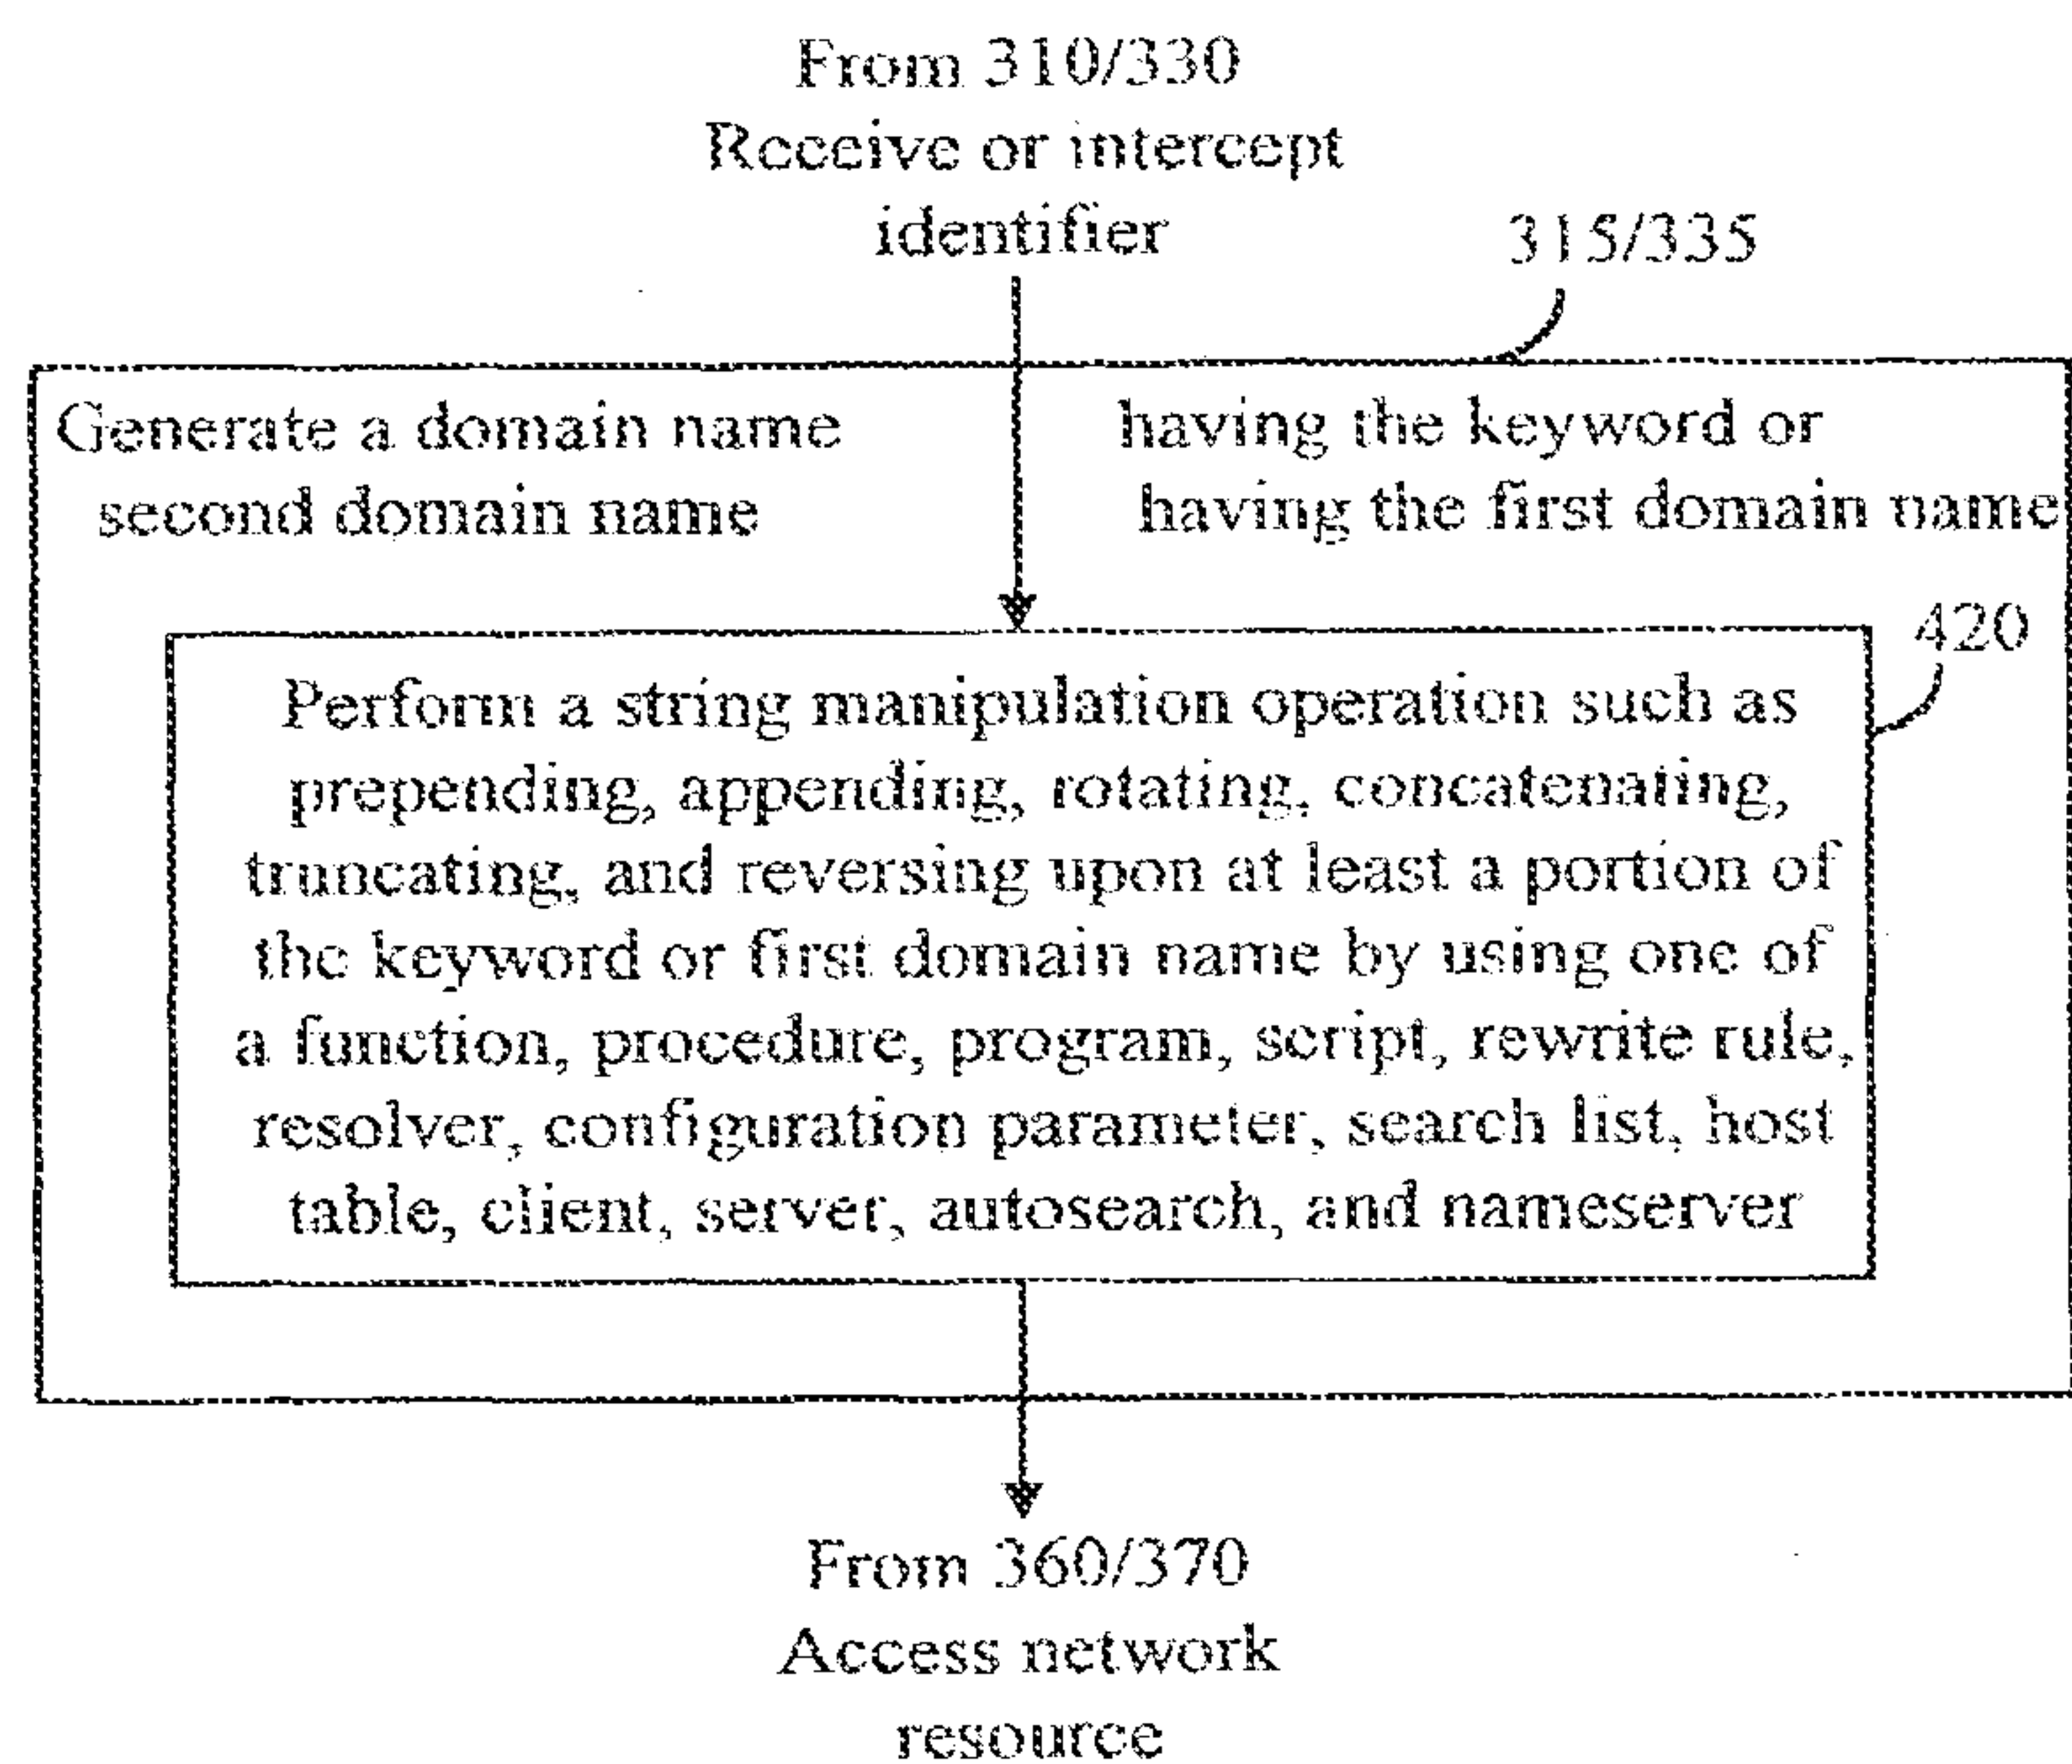 From 310/330
Receive or intercept
identifier
315/335
Generate a domain name having the keyword or
second domain name having the first domain name
420
Perform a string manipulation operation such as
prepending, appending, rotating, concatenating,
truncating, and reversing upon at least a portion of
the keyword or first domain name by using one of
a function, procedure, program, script, rewrite rule,
resolver, configuration parameter, search list, host
table, client, server, autosearch, and nameserver
From 360/370
Access network
resource